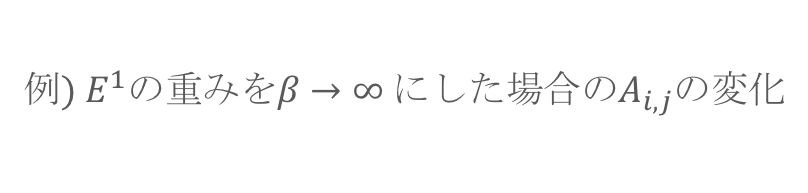 例) E¹の重みをβ → ∞ にした場合のA_{i,j}の変化